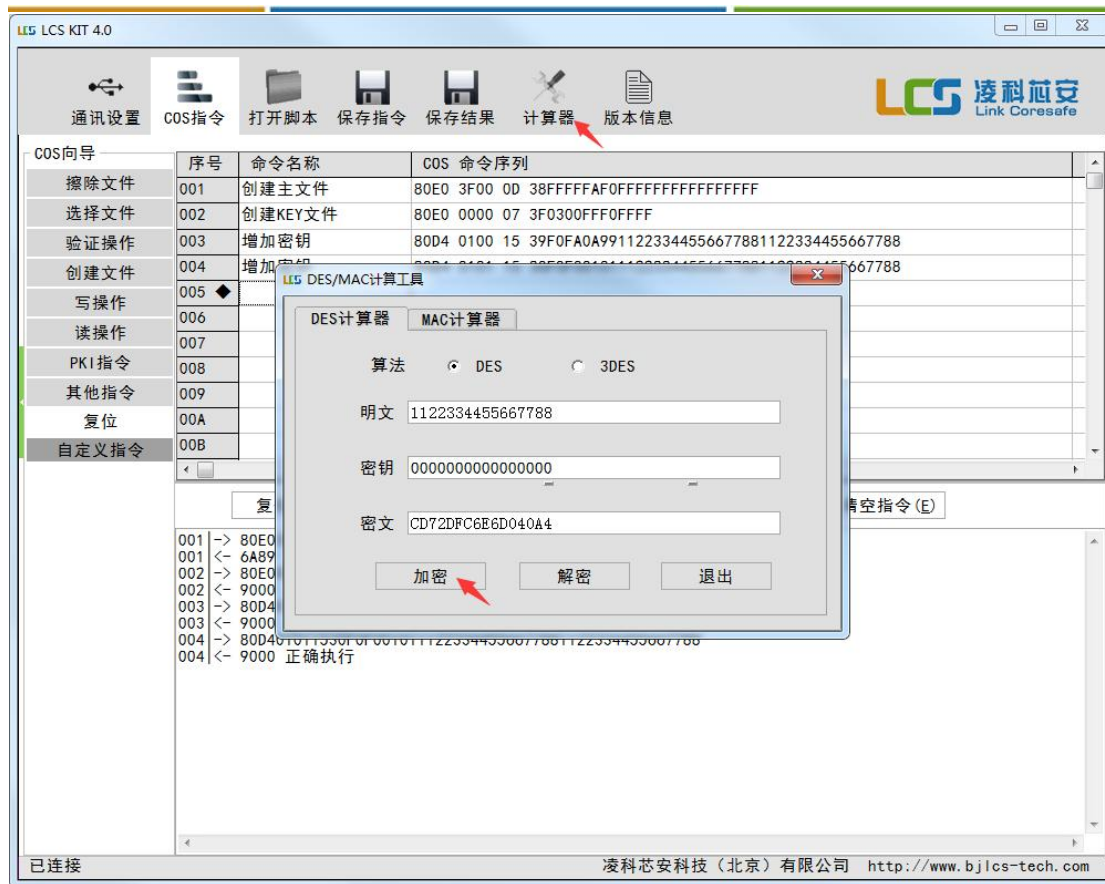 LCS LCS KIT 4.0
通讯设置 COS指令 打开脚本 保存指令 保存结果 计算器 版本信息
LCS 凌科芯安
Link Coresafe
COS向导
擦除文件
选择文件
验证操作
创建文件
写操作
读操作
PKI指令
其他指令
复位
自定义指令
序号 命令名称 COS 命令序列
001 创建主文件 80E0 3F00 0D 38FFFFFAF0FFFFFFFFFFFFFFFF
002 创建KEY文件 80E0 0000 07 3F0300FFF0FFFF
003 增加密钥 80D4 0100 15 39F0FA0A9911223344556677881122334455667788
004 增加密钥 667788
005
006
007
008
009
00A
00B
LCS DES/MAC计算工具
DES计算器 MAC计算器
算法 DES 3DES
明文 1122334455667788
密钥 0000000000000000
密文 CD72DFC6E6D040A4
加密 解密 退出
复 清空指令(E)
001|-> 80E0
001|<- 6A89
002|-> 80E0
002|<- 9000
003|-> 80D4
003|<- 9000
004|->
004|<- 9000 正确执行
已连接 凌科芯安科技（北京）有限公司 http://www.bjlcs-tech.com